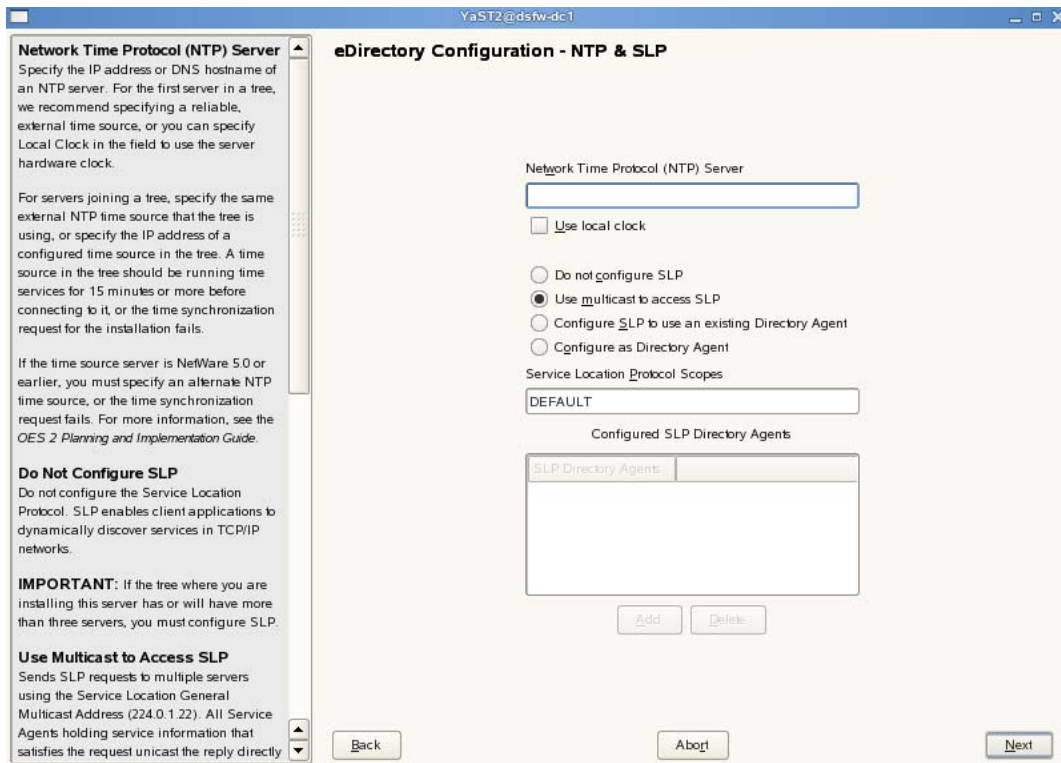 YaST2@dsfw-dc1
Network Time Protocol (NTP) Server
Specify the IP address or DNS hostname of
an NTP server. For the first server in a tree,
we recommend specifying a reliable,
external time source, or you can specify
Local Clock in the field to use the server
hardware clock.
For servers joining a tree, specify the same
external NTP time source that the tree is
using, or specify the IP address of a
configured time source in the tree. A time
source in the tree should be running time
services for 15 minutes or more before
connecting to it, or the time synchronization
request for the installation fails.
If the time source server is NetWare 5.0 or
earlier, you must specify an alternate NTP
time source, or the time synchronization
request fails. For more information, see the
OES 2 Planning and Implementation Guide.
Do Not Configure SLP
Do not configure the Service Location
Protocol. SLP enables client applications to
dynamically discover services in TCP/IP
networks.
IMPORTANT: If the tree where you are
installing this server has or will have more
than three servers, you must configure SLP.
Use Multicast to Access SLP
Sends SLP requests to multiple servers
using the Service Location General
Multicast Address (224.0.1.22). All Service
Agents holding service information that
satisfies the request unicast the reply directly
eDirectory Configuration - NTP & SLP
Network Time Protocol (NTP) Server
Use local clock
Do not configure SLP
Use multicast to access SLP
Configure SLP to use an existing Directory Agent
Configure as Directory Agent
Service Location Protocol Scopes
DEFAULT
Configured SLP Directory Agents
SLP Directory Agents
Add
Delete
Back
Abort
Next